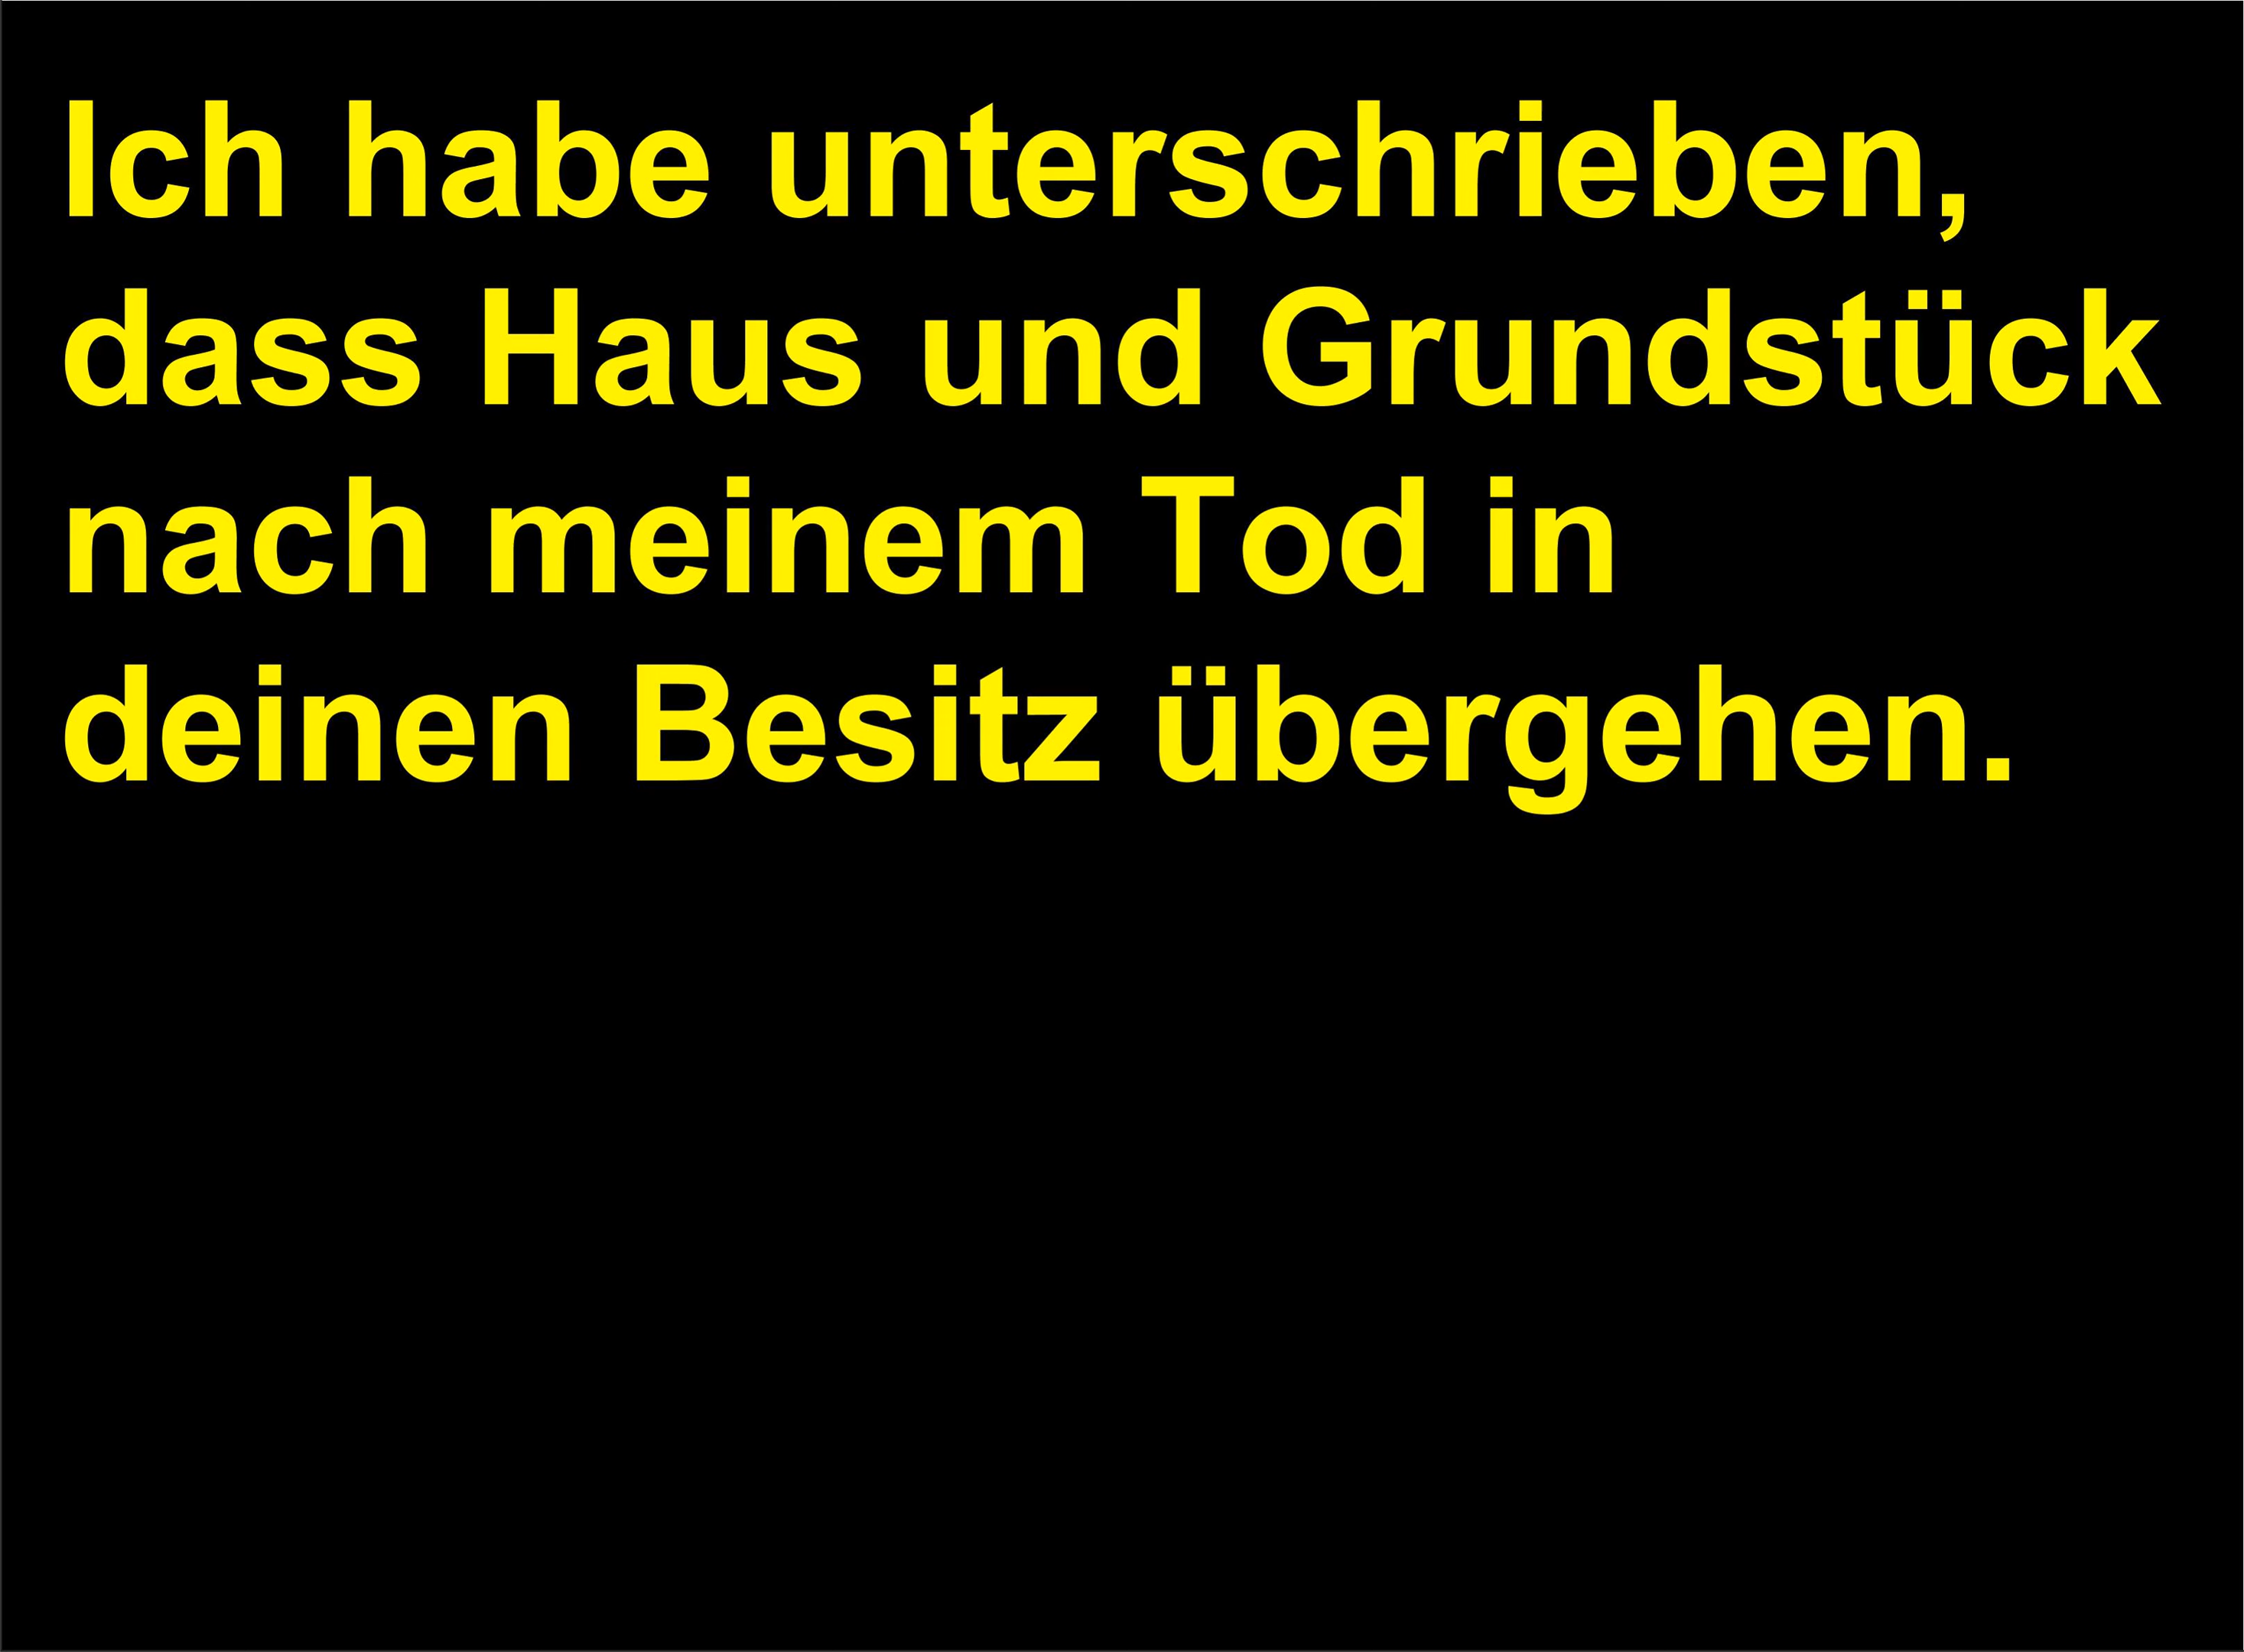 Ich habe unterschrieben,
dass Haus und Grundstück
nach meinem Tod in
deinen Besitz übergehen.